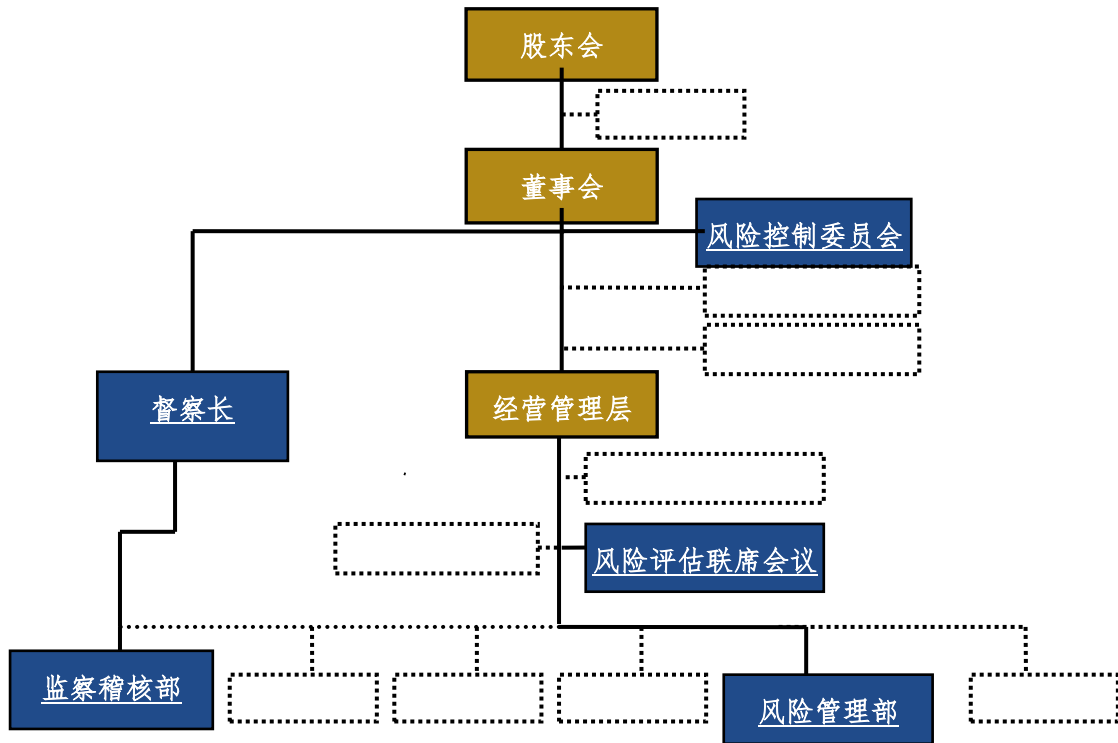 股东会
董事会
风险控制委员会
督察长
经营管理层
风险评估联席会议
监察稽核部
风险管理部